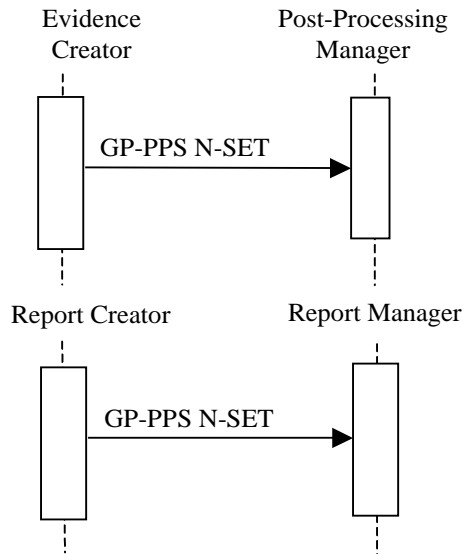 Evidence
Creator
Post-Processing
Manager
GP-PPS N-SET
Report Creator
Report Manager
GP-PPS N-SET